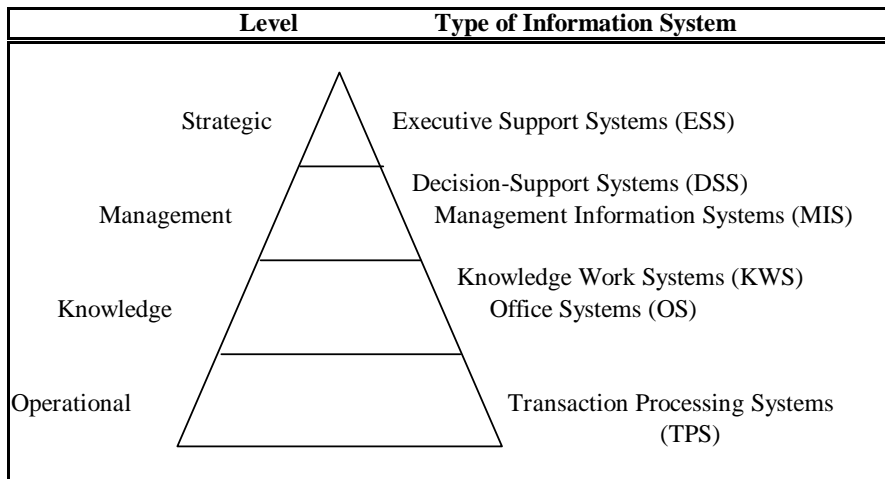 Level Type of Information System
Strategic Executive Support Systems (ESS)
Decision-Support Systems (DSS)
Management Management Information Systems (MIS)
Knowledge Work Systems (KWS)
Knowledge Office Systems (OS)
Operational Transaction Processing Systems
(TPS)